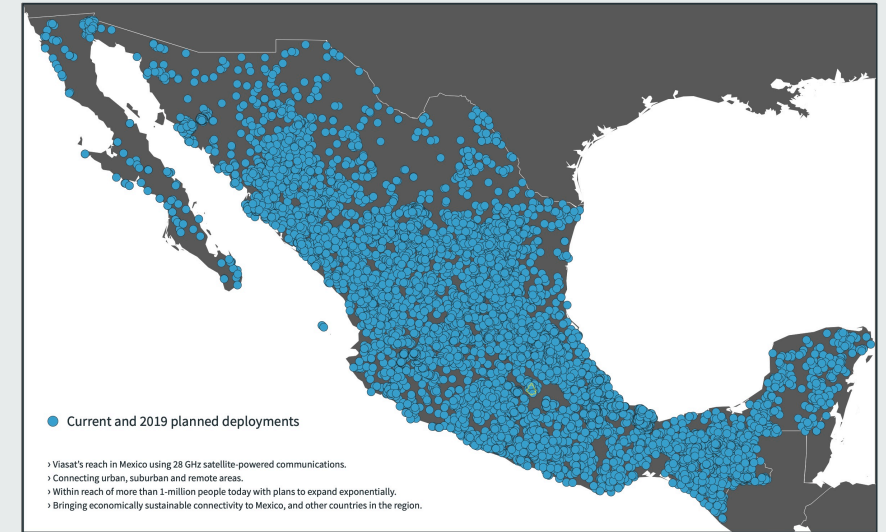 Current and 2019 planned deployments
› Viasat's reach in Mexico using 28 GHz satellite-powered communications.
› Connecting urban, suburban and remote areas.
› Within reach of more than 1-million people today with plans to expand exponentially.
› Bringing economically sustainable connectivity to Mexico, and other countries in the region.